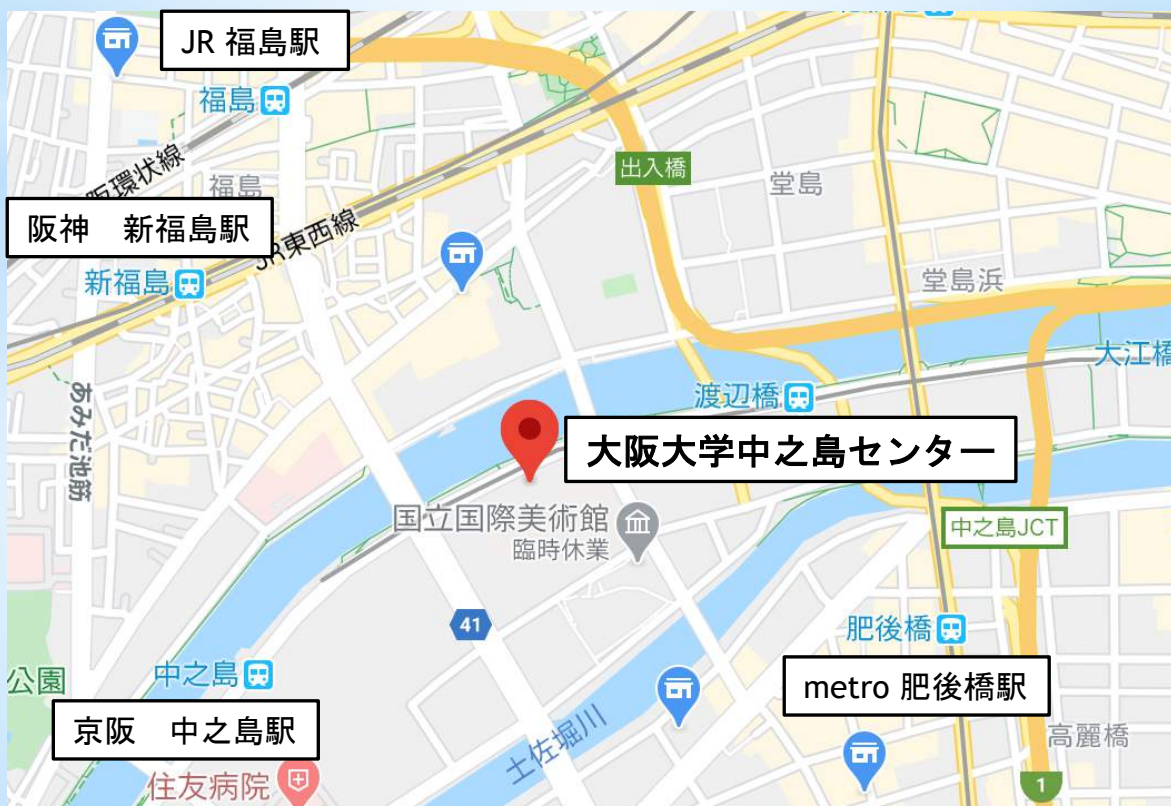 JR 福島駅
福島
阪環状線
福島
出入橋
堂島
阪神　新福島駅
JR東西線
新福島
堂島浜
大江橋
渡辺橋
あみだ池筋
大阪大学中之島センター
国立国際美術館
臨時休業
中之島JCT
41
肥後橋
公園
中之島
metro 肥後橋駅
京阪　中之島駅
土佐堀川
高麗橋
住友病院
1